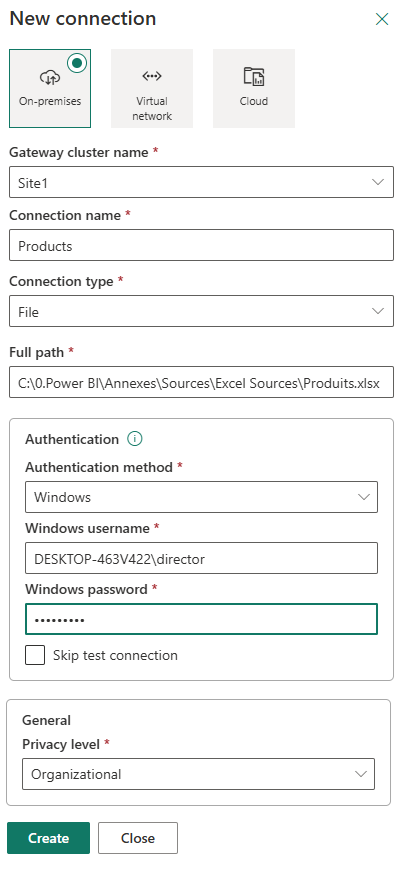 New connection
On-premises
Virtual
network
Cloud
Gateway cluster name *
Site1
Connection name *
Products
Connection type *
File
Full path *
C:\0.Power BI\Annexes\Sources\Excel Sources\Produits.xlsx
Authentication
Authentication method *
Windows
Windows username *
DESKTOP-463V422\director
Windows password *
•••••••••
Skip test connection
General
Privacy level *
Organizational
Create
Close